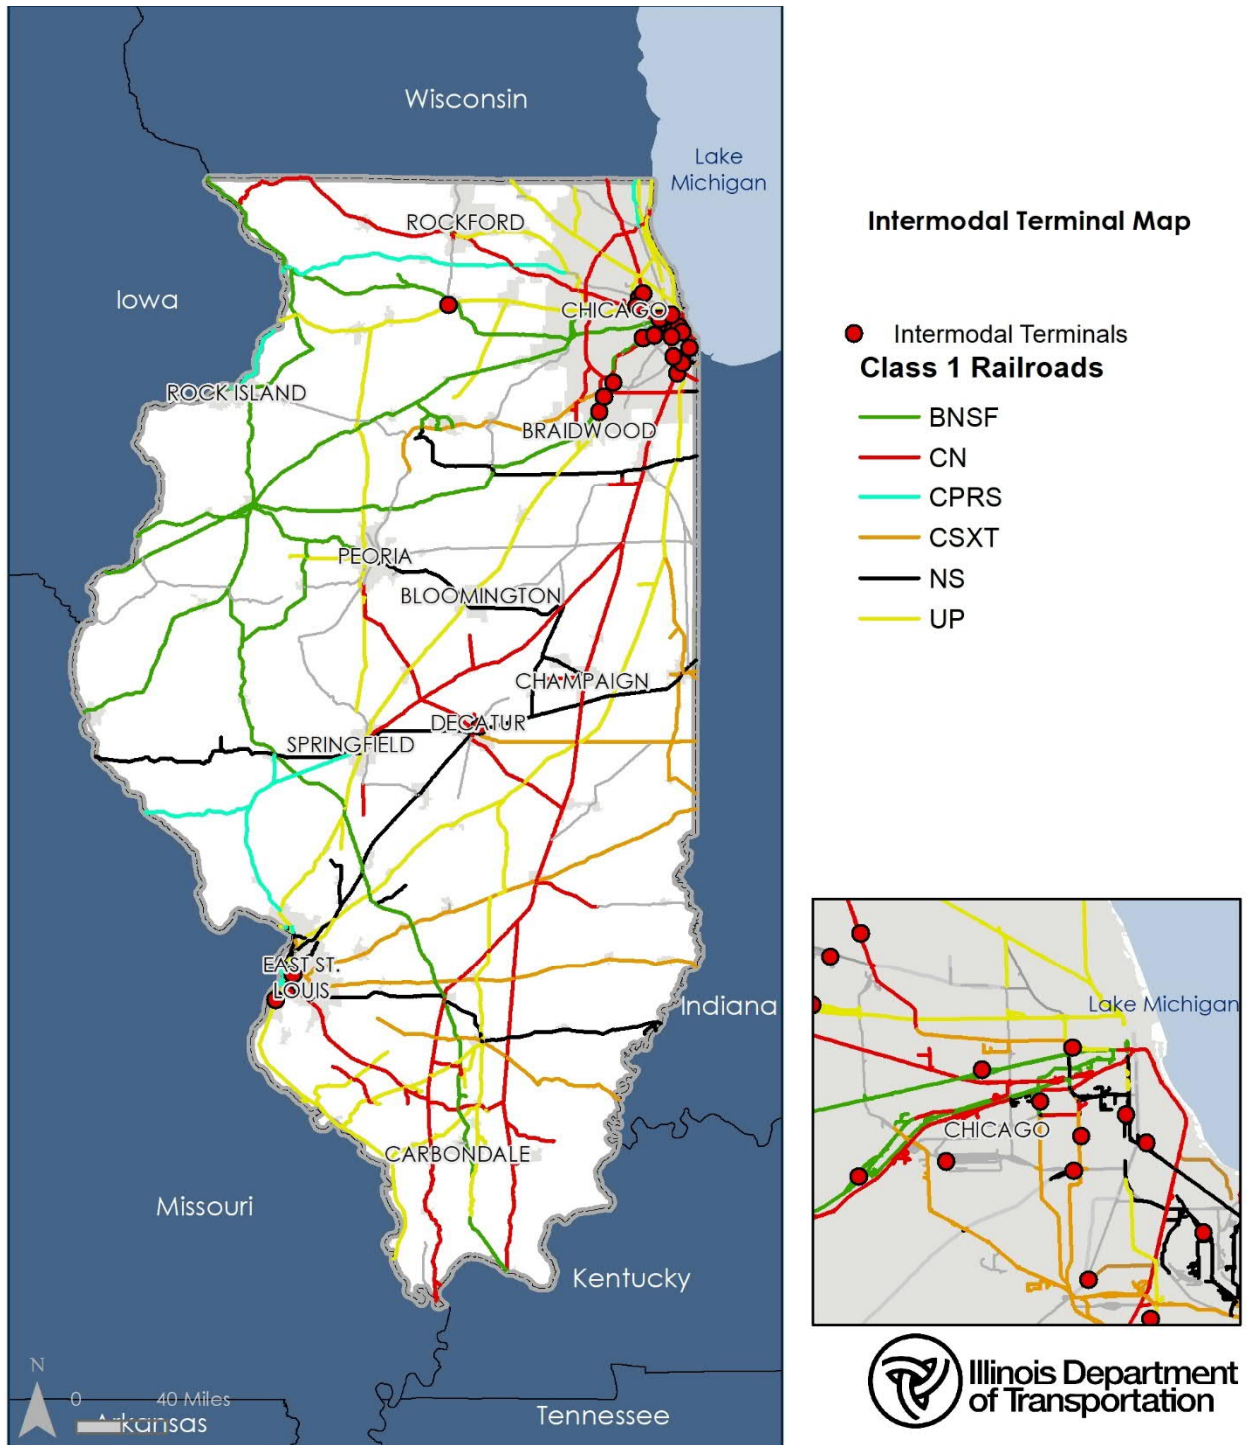 Wisconsin
Lake
Michigan
ROCKFORD
Iowa
CHICAGO
ROCK ISLAND
BRAIDWOOD
PEORIA
BLOOMINGTON
CHAMPAIGN
DECATUR
SPRINGFIELD
EAST ST.
LOUIS
Indiana
CARBONDALE
Missouri
Kentucky
N
0 40 Miles
Arkansas
Tennessee
Intermodal Terminal Map
Intermodal Terminals
Class 1 Railroads
BNSF
CN
CPRS
CSXT
NS
UP
Lake Michigan
CHICAGO
Illinois Department
of Transportation